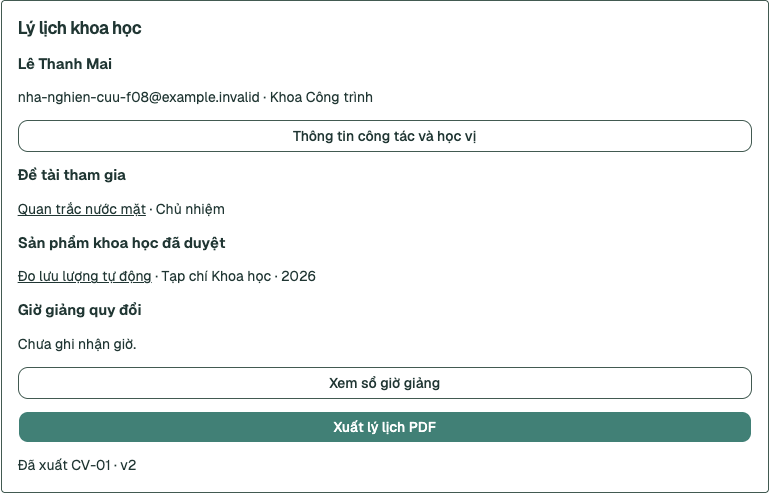 Lý lịch khoa học
Lê Thanh Mai
nha-nghien-cuu-f08@example.invalid · Khoa Công trình
Thông tin công tác và học vị
Đề tài tham gia
Quan trắc nước mặt · Chủ nhiệm
Sản phẩm khoa học đã duyệt
Đo lưu lượng tự động · Tạp chí Khoa học · 2026
Giờ giảng quy đổi
Chưa ghi nhận giờ.
Xem sổ giờ giảng
Xuất lý lịch PDF
Đã xuất CV-01 · v2